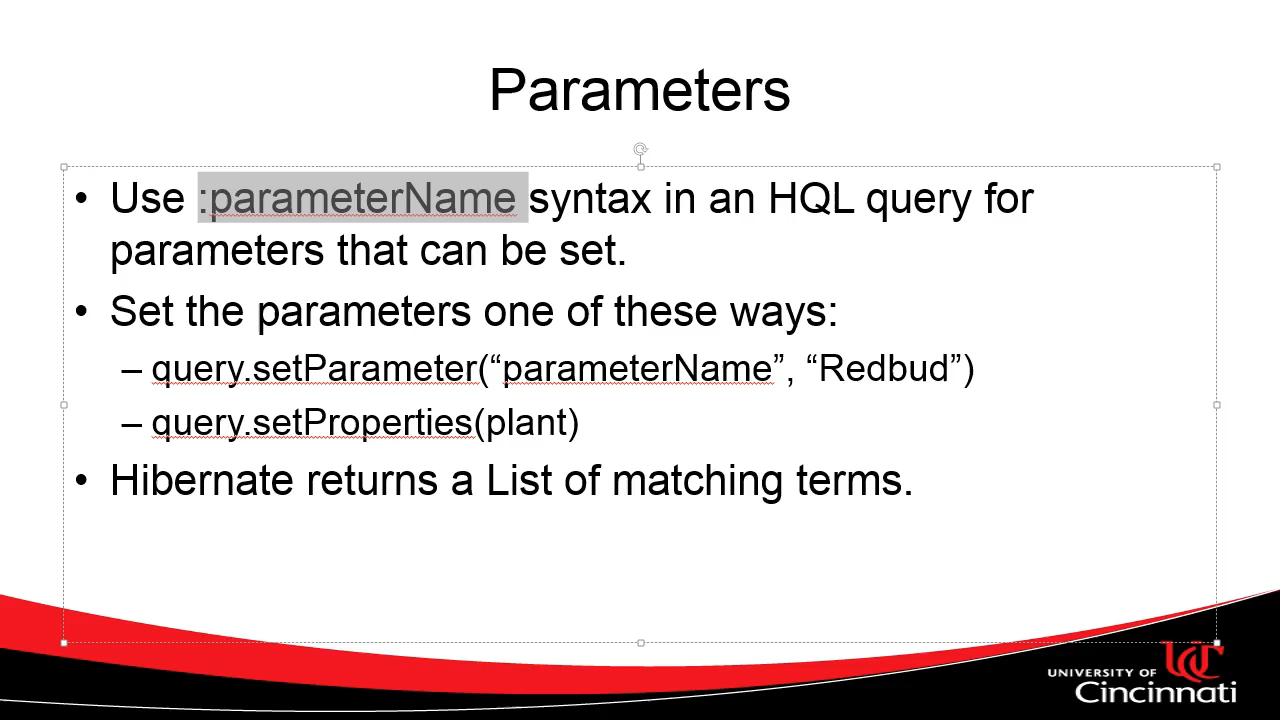 Parameters
• Use :parameterName syntax in an HQL query for
parameters that can be set.
• Set the parameters one of these ways:
– query.setParameter(“parameterName”, “Redbud”)
– query.setProperties(plant)
• Hibernate returns a List of matching terms.
UC
UNIVERSITY OF
Cincinnati